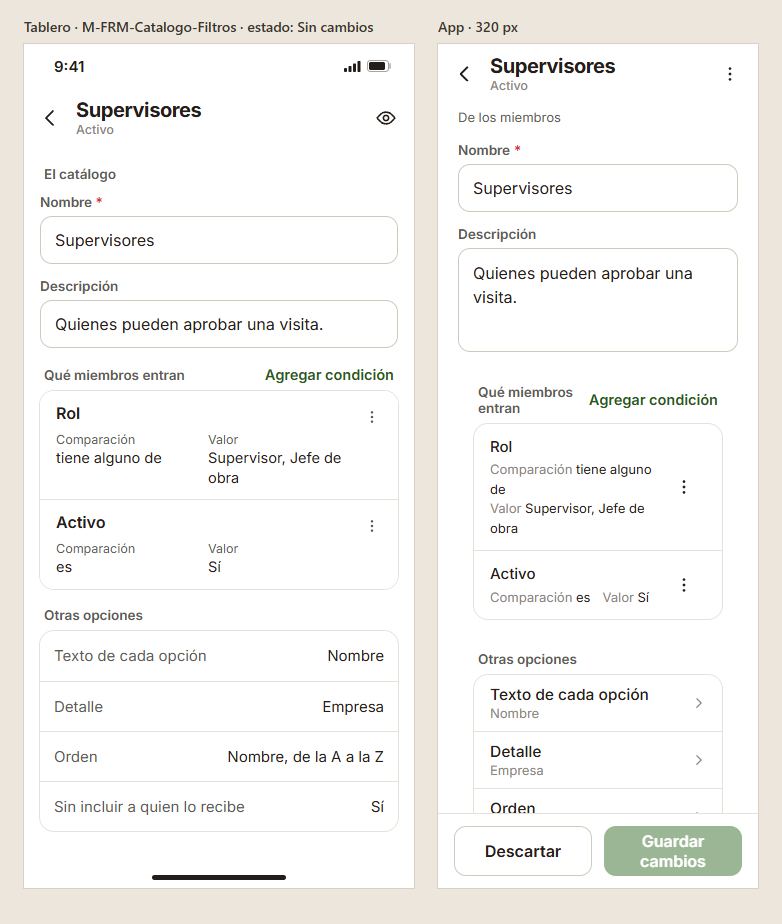 Tablero · M-FRM-Catalogo-Filtros · estado: Sin cambios
9:41
Supervisores
Activo
El catálogo
Nombre *
Supervisores
Descripción
Quienes pueden aprobar una visita.
Qué miembros entran
Agregar condición
Rol
Comparación
Valor
tiene alguno de
Supervisor, Jefe de
obra
Activo
Comparación
Valor
es
Sí
Otras opciones
Texto de cada opción
Nombre
Detalle
Empresa
Orden
Nombre, de la A a la Z
Sin incluir a quien lo recibe
Sí
App · 320 px
Supervisores
Activo
De los miembros
Nombre *
Supervisores
Descripción
Quienes pueden aprobar una
visita.
Qué miembros
entran
Agregar condición
Rol
Comparación tiene alguno
de
Valor Supervisor, Jefe de
obra
Activo
Comparación es Valor Sí
Otras opciones
Texto de cada opción
Nombre
Detalle
Empresa
Orden
Descartar
Guardar
cambios